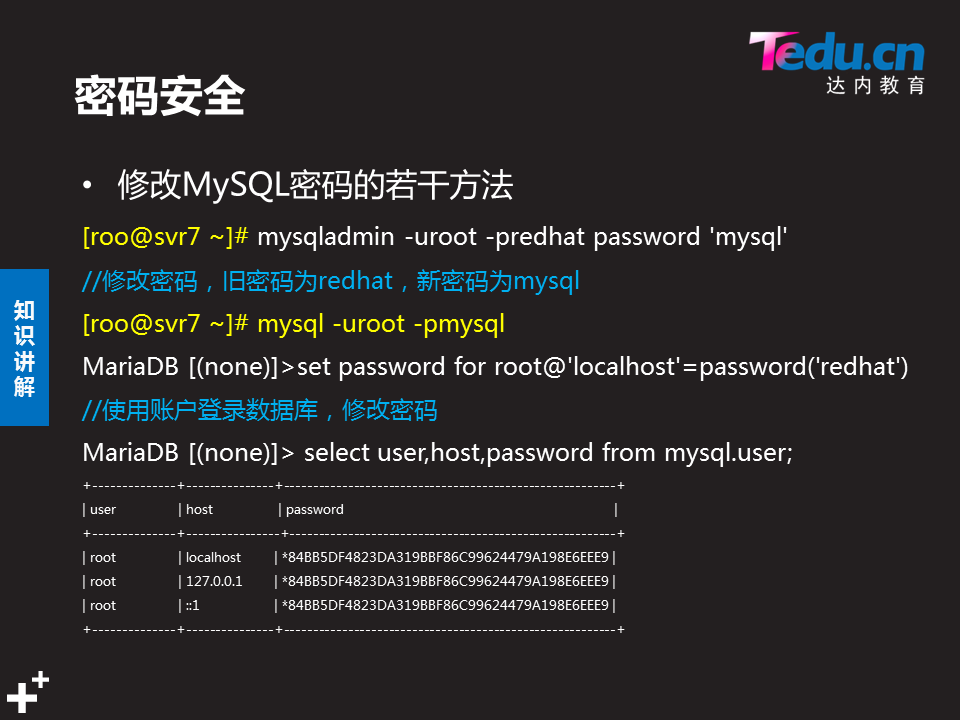 Tedu.cn
达内教育
密码安全
• 修改MySQL密码的若干方法
[roo@svr7 ~]# mysqladmin -uroot -predhat password 'mysql'
//修改密码，旧密码为redhat，新密码为mysql
[roo@svr7 ~]# mysql -uroot -pmysql
MariaDB [(none)]>set password for root@'localhost'=password('redhat')
//使用账户登录数据库，修改密码
MariaDB [(none)]> select user,host,password from mysql.user;
+--------------+---------------+---------------------------------------------------------+
| user | host | password |
+--------------+----------------+--------------------------------------------------------+
| root | localhost | *84BB5DF4823DA319BBF86C99624479A198E6EEE9 |
| root | 127.0.0.1 | *84BB5DF4823DA319BBF86C99624479A198E6EEE9 |
| root | ::1 | *84BB5DF4823DA319BBF86C99624479A198E6EEE9 |
+--------------+---------------+---------------------------------------------------------+
知识讲解